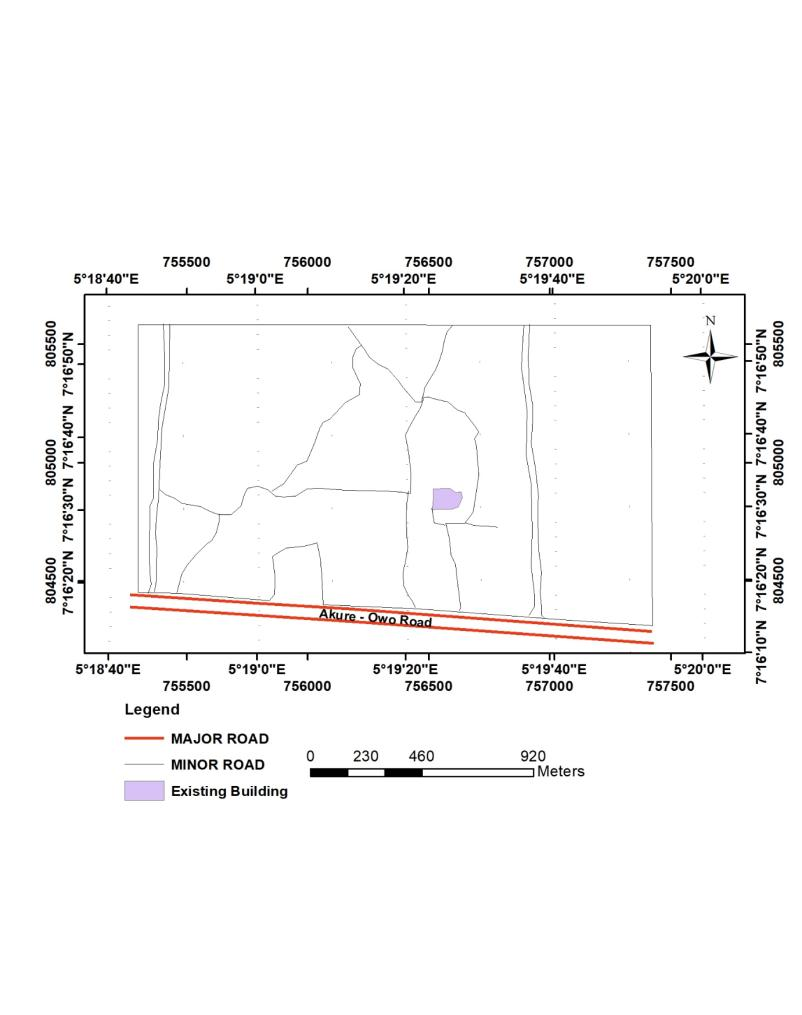 755500 756000 756500 757000 757500
5°18'40"E 5°19'0"E 5°19'20"E 5°19'40"E 5°20'0"E
N
805500
7°16'50"N
805000
7°16'40"N
7°16'30"N
804500
7°16'20"N
805500
7°16'50"N
7°16'40"N
805000
7°16'30"N
7°16'20"N
804500
7°16'10"N
Akure - Owo Road
5°18'40"E 5°19'0"E 5°19'20"E 5°19'40"E 5°20'0"E
755500 756000 756500 757000 757500
Legend
MAJOR ROAD
MINOR ROAD
Existing Building
0 230 460 920
Meters